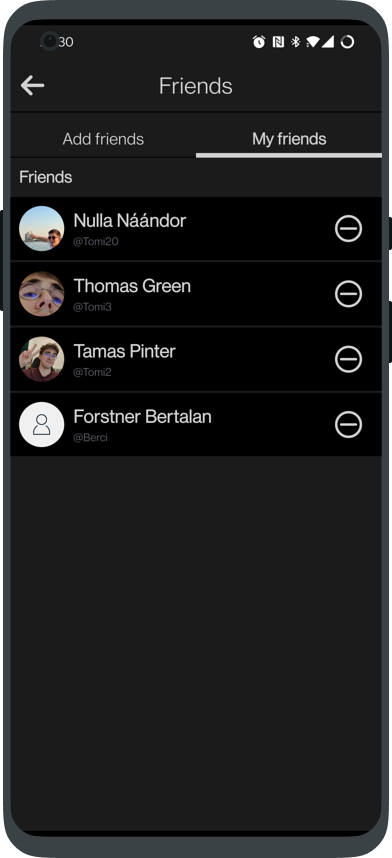 30
Friends
Add friends
My friends
Friends
Nulla Náándor
@Tomi20
Thomas Green
@Tomi3
Tamas Pinter
@Tomi2
Forstner Bertalan
@Berci